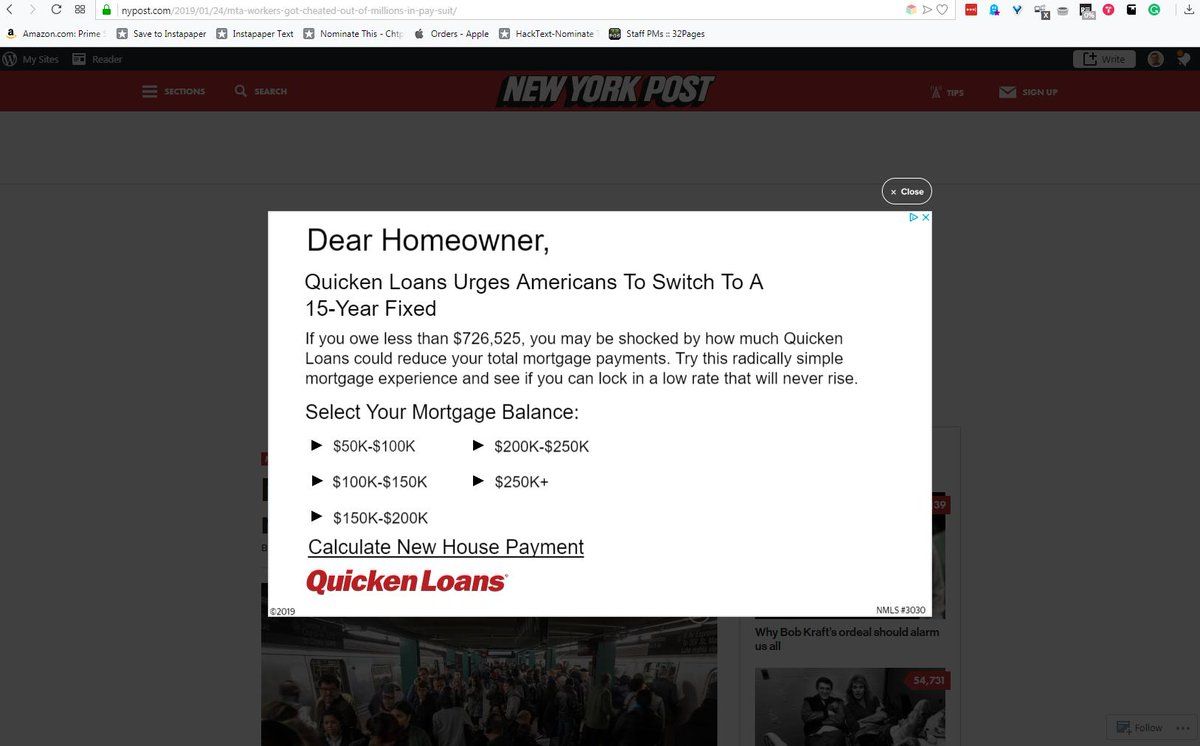 nypost.com/2019/01/24/mta-workers-got-cheated-out-of-millions-in-pay-suit/
Amazon.com: Prime
Save to Instapaper
Instapaper Text
Nominate This - Cht
Orders - Apple
HackText-Nominate
Staff PMs :: 32Pages
My Sites
Reader
Write
SECTIONS
SEARCH
NEW YORK POST
TIPS
SIGN UP
× Close
Dear Homeowner,
Quicken Loans Urges Americans To Switch To A
15-Year Fixed
If you owe less than $726,525, you may be shocked by how much Quicken
Loans could reduce your total mortgage payments. Try this radically simple
mortgage experience and see if you can lock in a low rate that will never rise.
Select Your Mortgage Balance:
$50K-$100K
$200K-$250K
$100K-$150K
$250K+
$150K-$200K
Calculate New House Payment
Quicken Loans
©2019
NMLS #3030
39
Why Bob Kraft's ordeal should alarm
us all
54,731
Follow